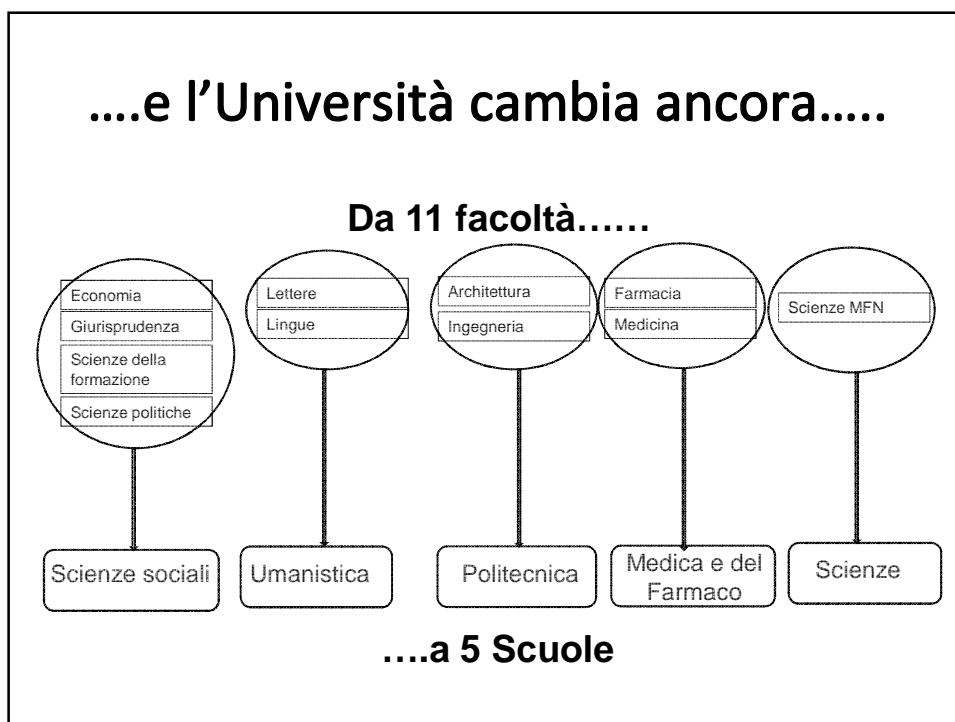 ….e l’Università cambia ancora…..
Da 11 facoltà……
Economia
Giurisprudenza
Scienze della
formazione
Scienze politiche
Lettere
Lingue
Architettura
Ingegneria
Farmacia
Medicina
Scienze MFN
Scienze sociali
Umanistica
Politecnica
Medica e del
Farmaco
Scienze
….a 5 Scuole